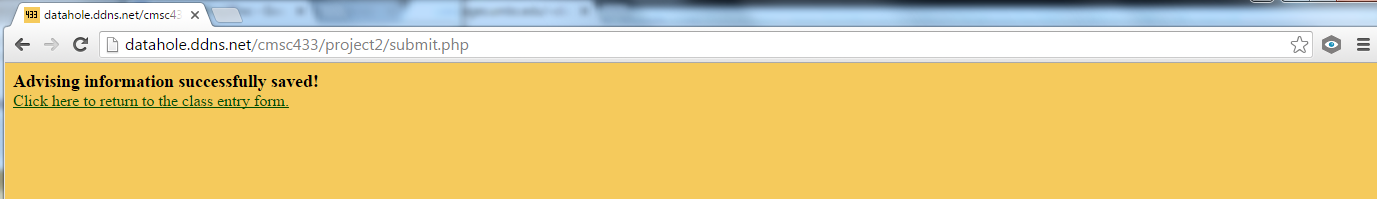 433 datahole.ddns.net/cmsc43
datahole.ddns.net/cmsc433/project2/submit.php
Advising information successfully saved!
Click here to return to the class entry form.